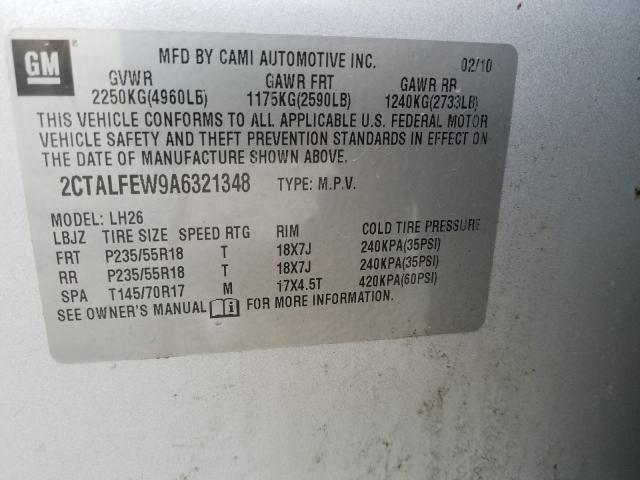 GM
MFD BY CAMI AUTOMOTIVE INC. 02/10
GVWR GAWR FRT GAWR RR
2250KG(4960LB) 1175KG(2590LB) 1240KG(2733LB)
THIS VEHICLE CONFORMS TO ALL APPLICABLE U.S. FEDERAL MOTOR
VEHICLE SAFETY AND THEFT PREVENTION STANDARDS IN EFFECT ON
THE DATE OF MANUFACTURE SHOWN ABOVE.
2CTALFEW9A6321348 TYPE: M.P.V.
MODEL: LH26
LBJZ TIRE SIZE SPEED RTG RIM COLD TIRE PRESSURE
FRT P235/55R18 T 18X7J 240KPA(35PSI)
RR P235/55R18 T 18X7J 240KPA(35PSI)
SPA T145/70R17 M 17X4.5T 420KPA(60PSI)
SEE OWNER'S MANUAL i FOR MORE INFORMATION.